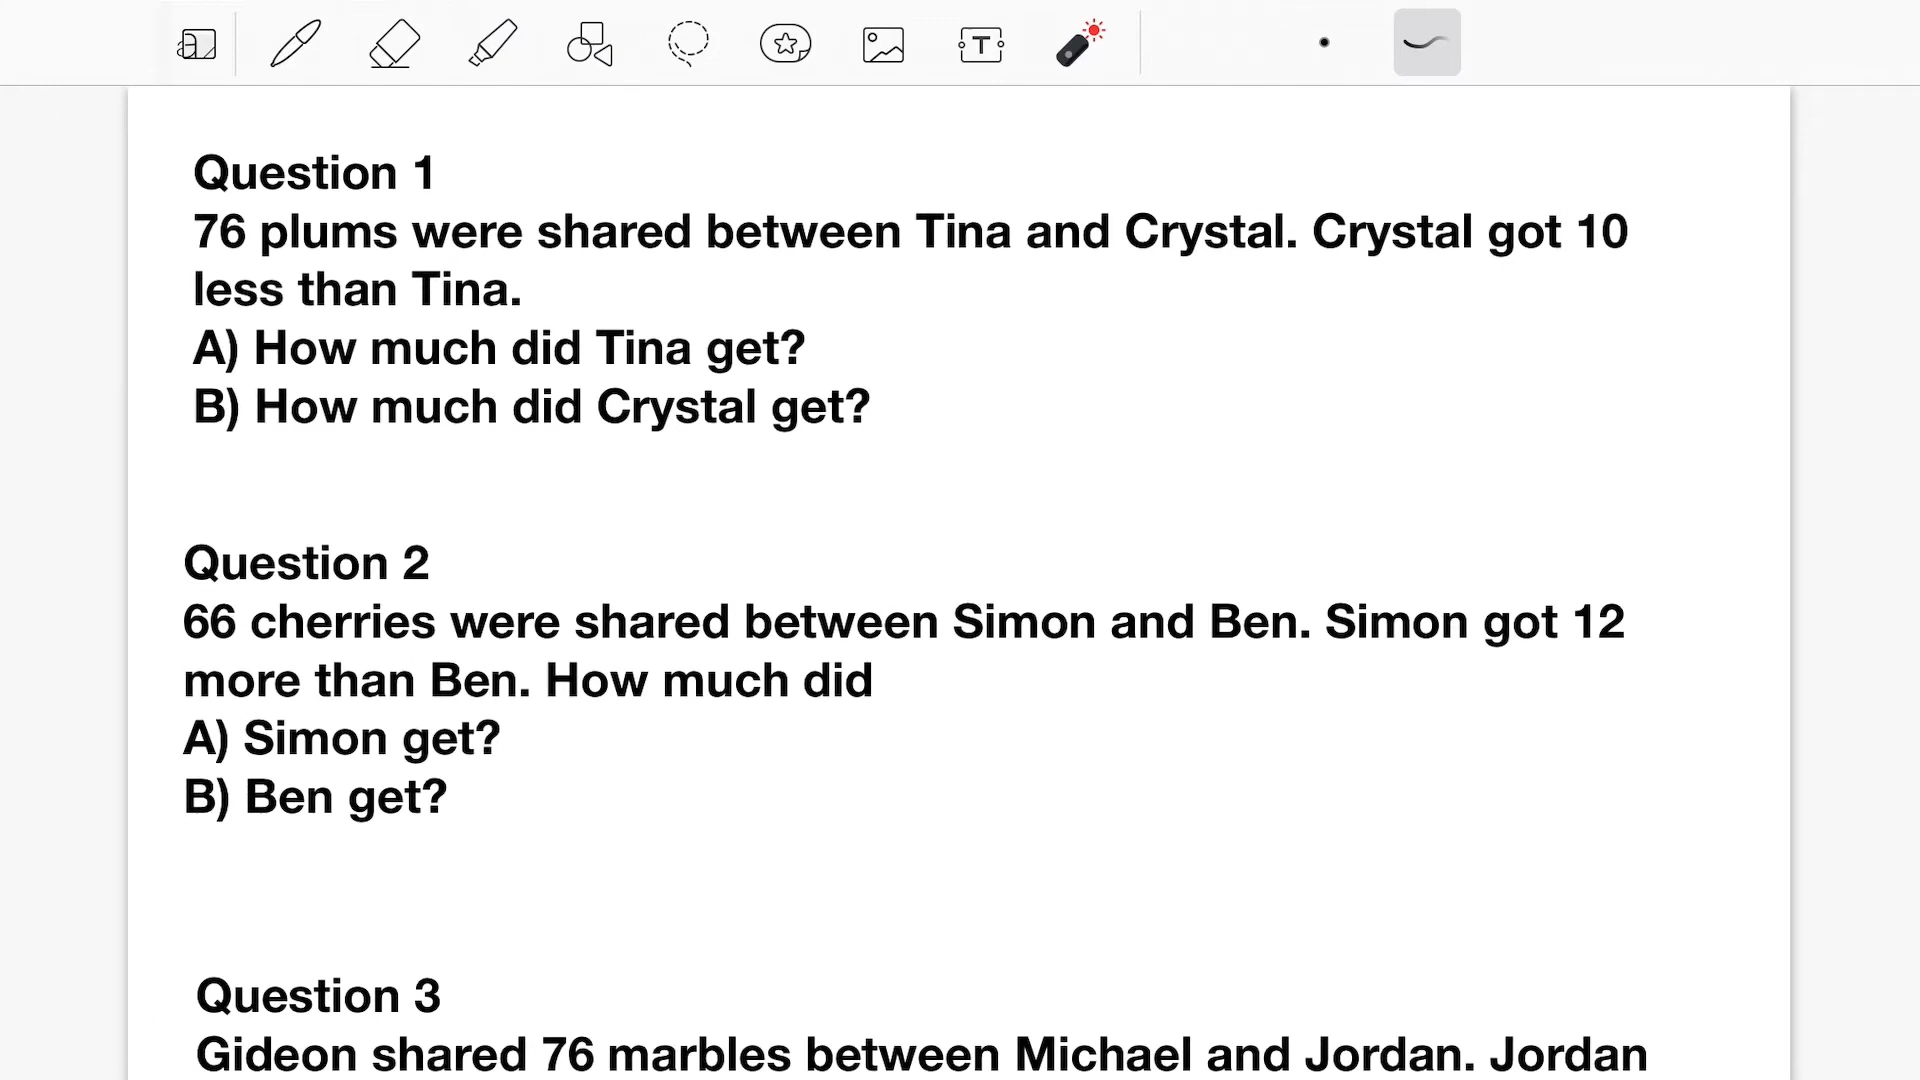 T
Question 1
76 plums were shared between Tina and Crystal. Crystal got 10
less than Tina.
A) How much did Tina get?
B) How much did Crystal get?
Question 2
66 cherries were shared between Simon and Ben. Simon got 12
more than Ben. How much did
A) Simon get?
B) Ben get?
Question 3
Gideon shared 76 marbles between Michael and Jordan. Jordan